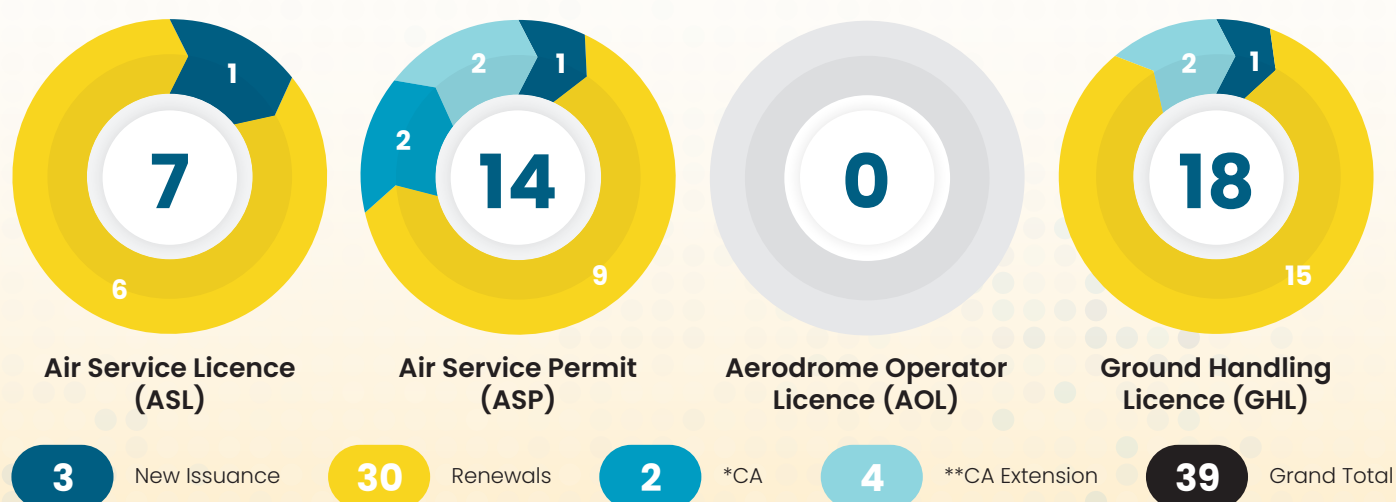 1
7
6
2
1
2
14
9
0
2
1
18
15
Air Service Licence
(ASL)
Air Service Permit
(ASP)
Aerodrome Operator
Licence (AOL)
Ground Handling
Licence (GHL)
3 New Issuance
30 Renewals
2 *CA
4 **CA Extension
39 Grand Total